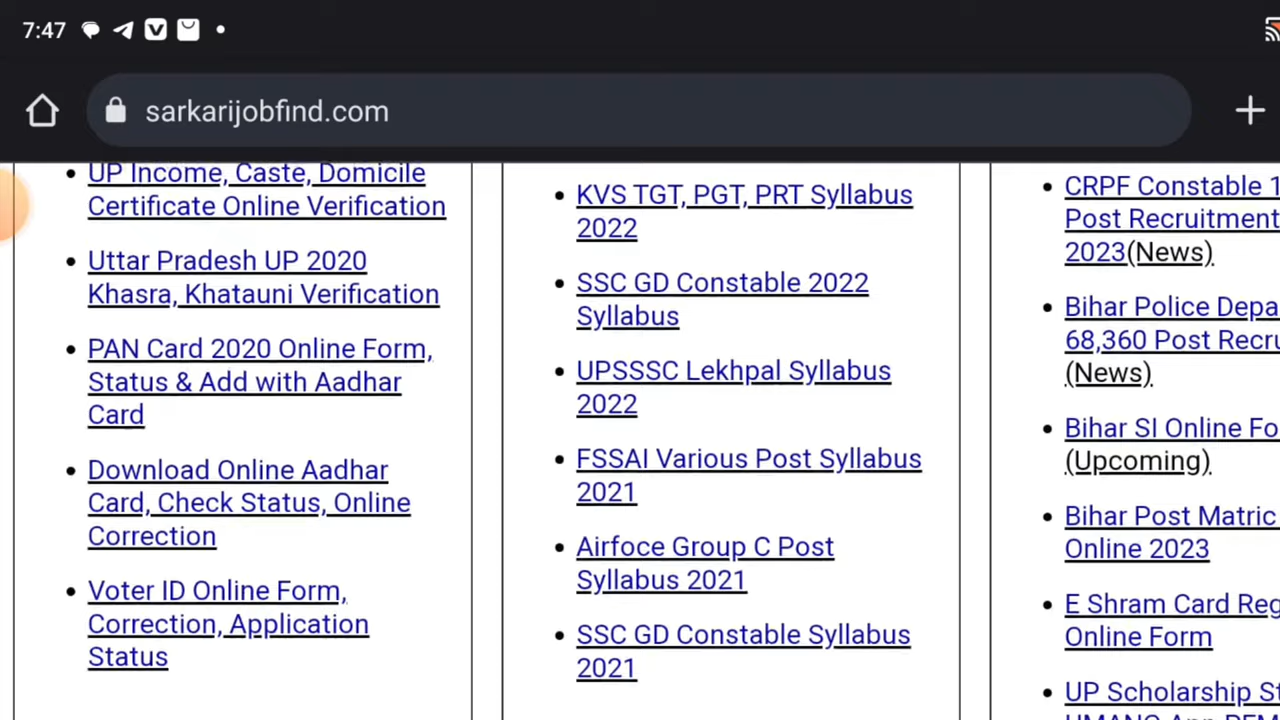 7:47
sarkarijobfind.com
UP Income, Caste, Domicile
Certificate Online Verification
Uttar Pradesh UP 2020
Khasra, Khatauni Verification
PAN Card 2020 Online Form,
Status & Add with Aadhar
Card
Download Online Aadhar
Card, Check Status, Online
Correction
Voter ID Online Form,
Correction, Application
Status
KVS TGT, PGT, PRT Syllabus
2022
SSC GD Constable 2022
Syllabus
UPSSSC Lekhpal Syllabus
2022
FSSAI Various Post Syllabus
2021
Airfoce Group C Post
Syllabus 2021
SSC GD Constable Syllabus
2021
CRPF Constable 1
Post Recruitment
2023(News)
Bihar Police Depa
68,360 Post Recru
(News)
Bihar SI Online Fo
(Upcoming)
Bihar Post Matric
Online 2023
E Shram Card Reg
Online Form
UP Scholarship St